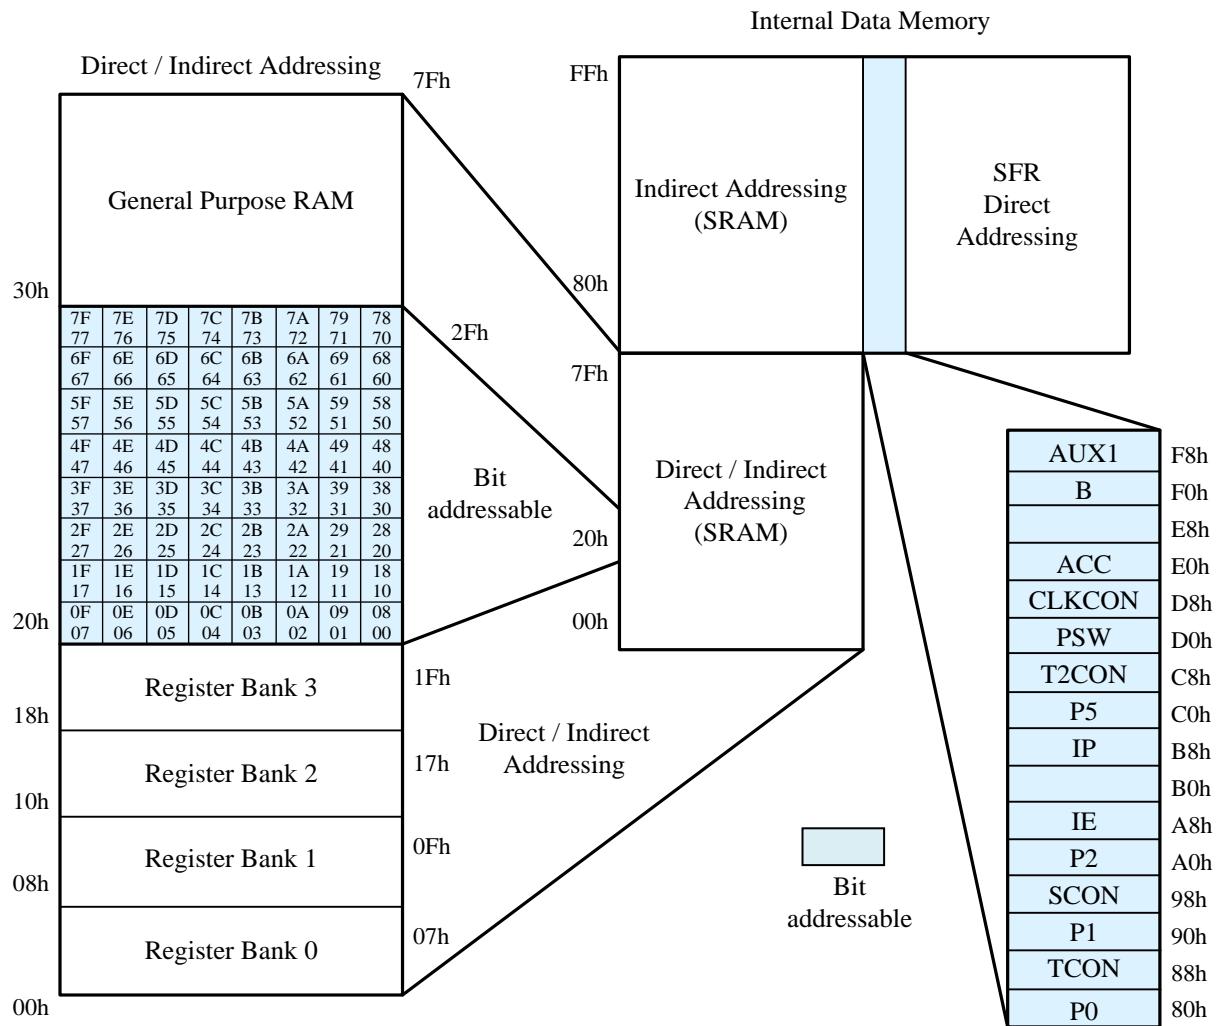 Internal Data Memory
Direct / Indirect Addressing
7Fh
General Purpose RAM
30h
7F 7E 7D 7C 7B 7A 79 78
77 76 75 74 73 72 71 70
6F 6E 6D 6C 6B 6A 69 68
67 66 65 64 63 62 61 60
5F 5E 5D 5C 5B 5A 59 58
57 56 55 54 53 52 51 50
4F 4E 4D 4C 4B 4A 49 48
47 46 45 44 43 42 41 40
3F 3E 3D 3C 3B 3A 39 38
37 36 35 34 33 32 31 30
2F 2E 2D 2C 2B 2A 29 28
27 26 25 24 23 22 21 20
1F 1E 1D 1C 1B 1A 19 18
17 16 15 14 13 12 11 10
0F 0E 0D 0C 0B 0A 09 08
07 06 05 04 03 02 01 00
2Fh
Bit
addressable
20h
Register Bank 3
1Fh
18h
Register Bank 2
17h
10h
Register Bank 1
0Fh
08h
Register Bank 0
07h
00h
Direct / Indirect
Addressing
FFh
Indirect Addressing
(SRAM)
80h
SFR
Direct
Addressing
7Fh
Direct / Indirect
Addressing
(SRAM)
20h
00h
Bit
addressable
AUX1 F8h
B F0h
E8h
ACC E0h
CLKCON D8h
PSW D0h
T2CON C8h
P5 C0h
IP B8h
B0h
IE A8h
P2 A0h
SCON 98h
P1 90h
TCON 88h
P0 80h